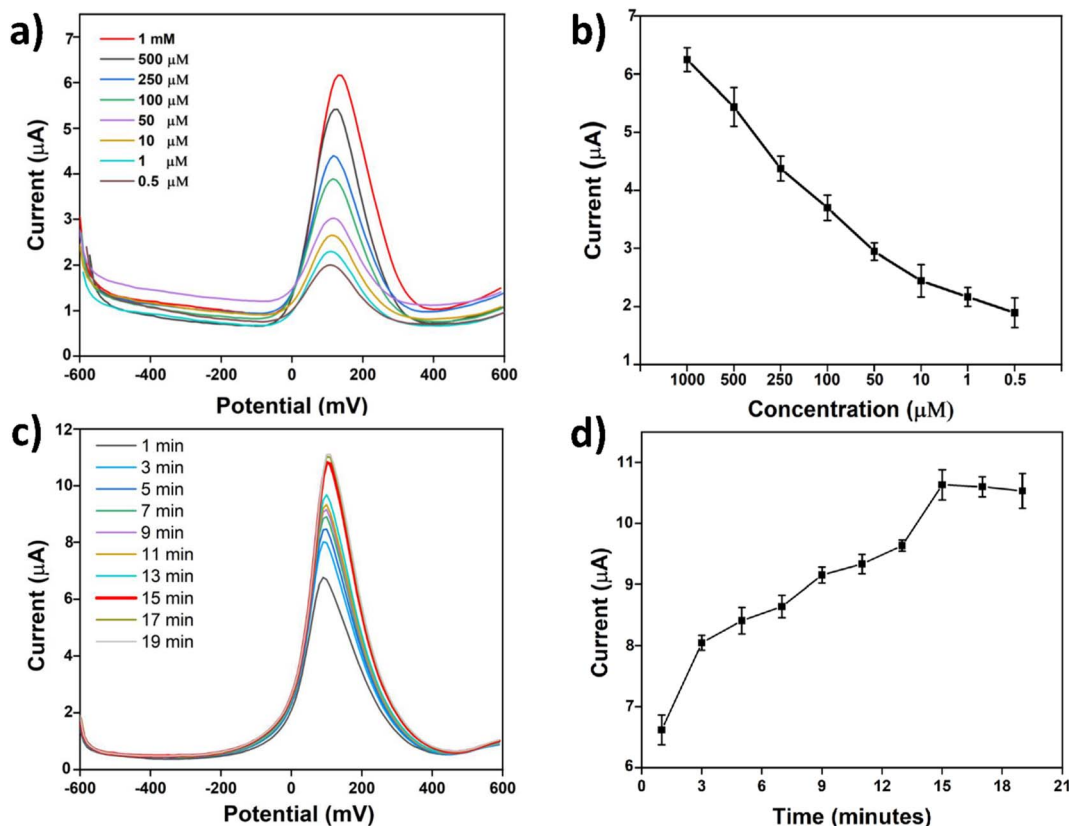 a)
7
6
5
4
3
2
1
0
Current (µA)
1 mM
500 µM
250 µM
100 µM
50 µM
10 µM
1 µM
0.5 µM
-600 -400 -200 0 200 400 600
Potential (mV)
b)
7
6
5
4
3
2
1
Current (µA)
1000 500 250 100 50 10 1 0.5
Concentration (µM)
c)
12
10
8
6
4
2
0
Current (µA)
1 min
3 min
5 min
7 min
9 min
11 min
13 min
15 min
17 min
19 min
-600 -400 -200 0 200 400 600
Potential (mV)
d)
11
10
9
8
7
6
Current (µA)
0 3 6 9 12 15 18 21
Time (minutes)